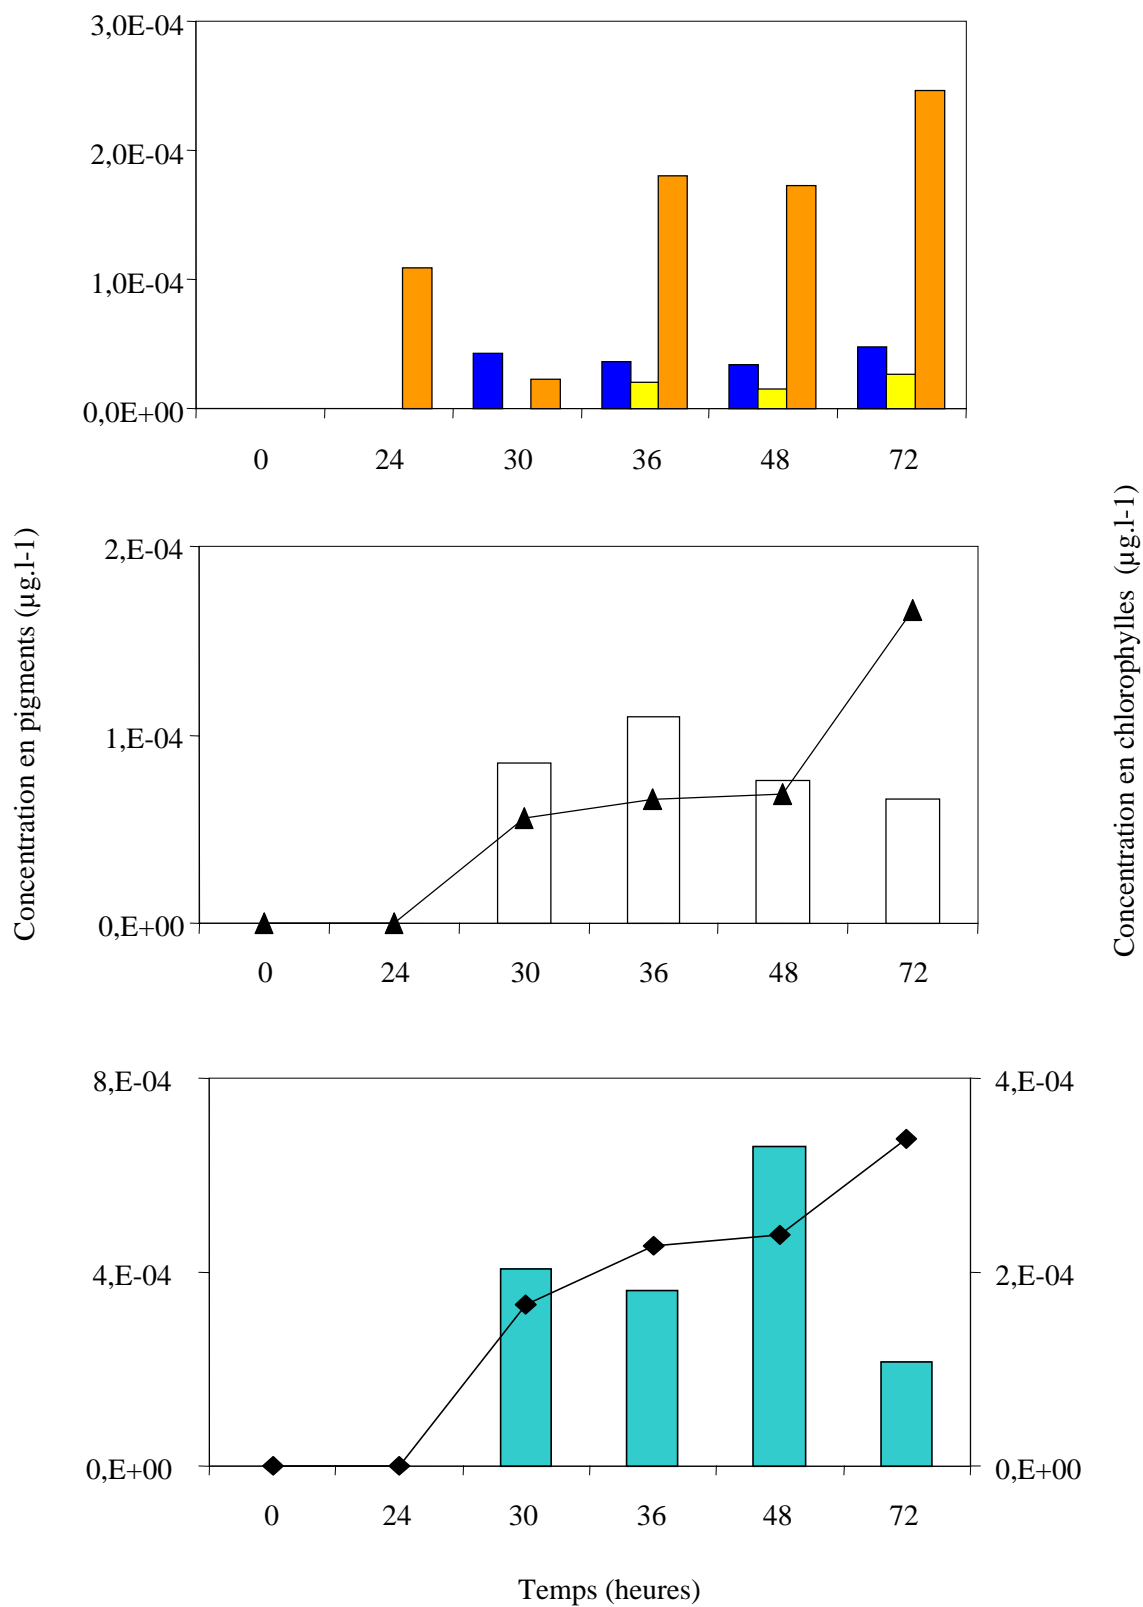 3,0E-04
2,0E-04
1,0E-04
0,0E+00
0 24 30 36 48 72
Concentration en pigments (µg.l-1)
Concentration en chlorophylles (µg.l-1)
2,E-04
1,E-04
0,E+00
0 24 30 36 48 72
8,E-04 4,E-04
4,E-04 2,E-04
0,E+00 0,E+00
0 24 30 36 48 72
Temps (heures)